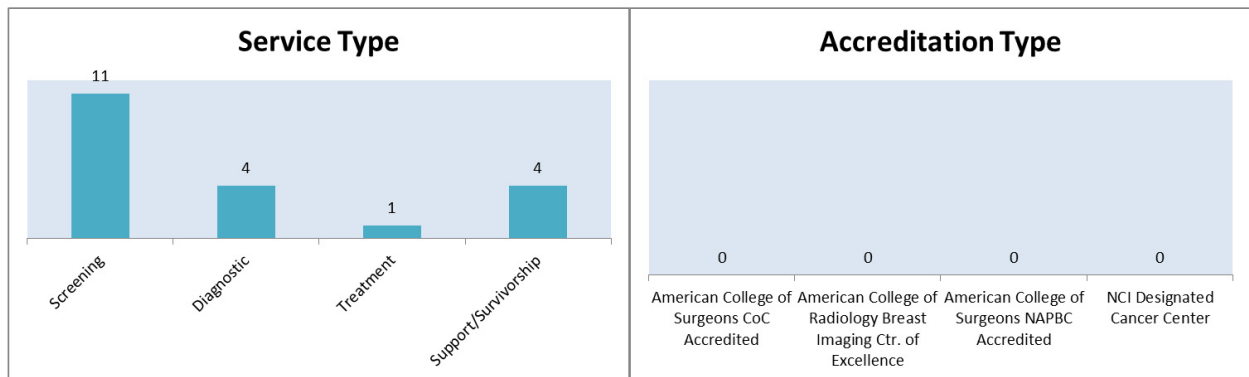 Service Type
11
4
1
4
Screening
Diagnostic
Treatment
Support/Survivorship
Accreditation Type
0
0
0
0
American College of
Surgeons CoC
Accredited
American College of
Radiology Breast
Imaging Ctr. of
Excellence
American College of
Surgeons NAPBC
Accredited
NCI Designated
Cancer Center